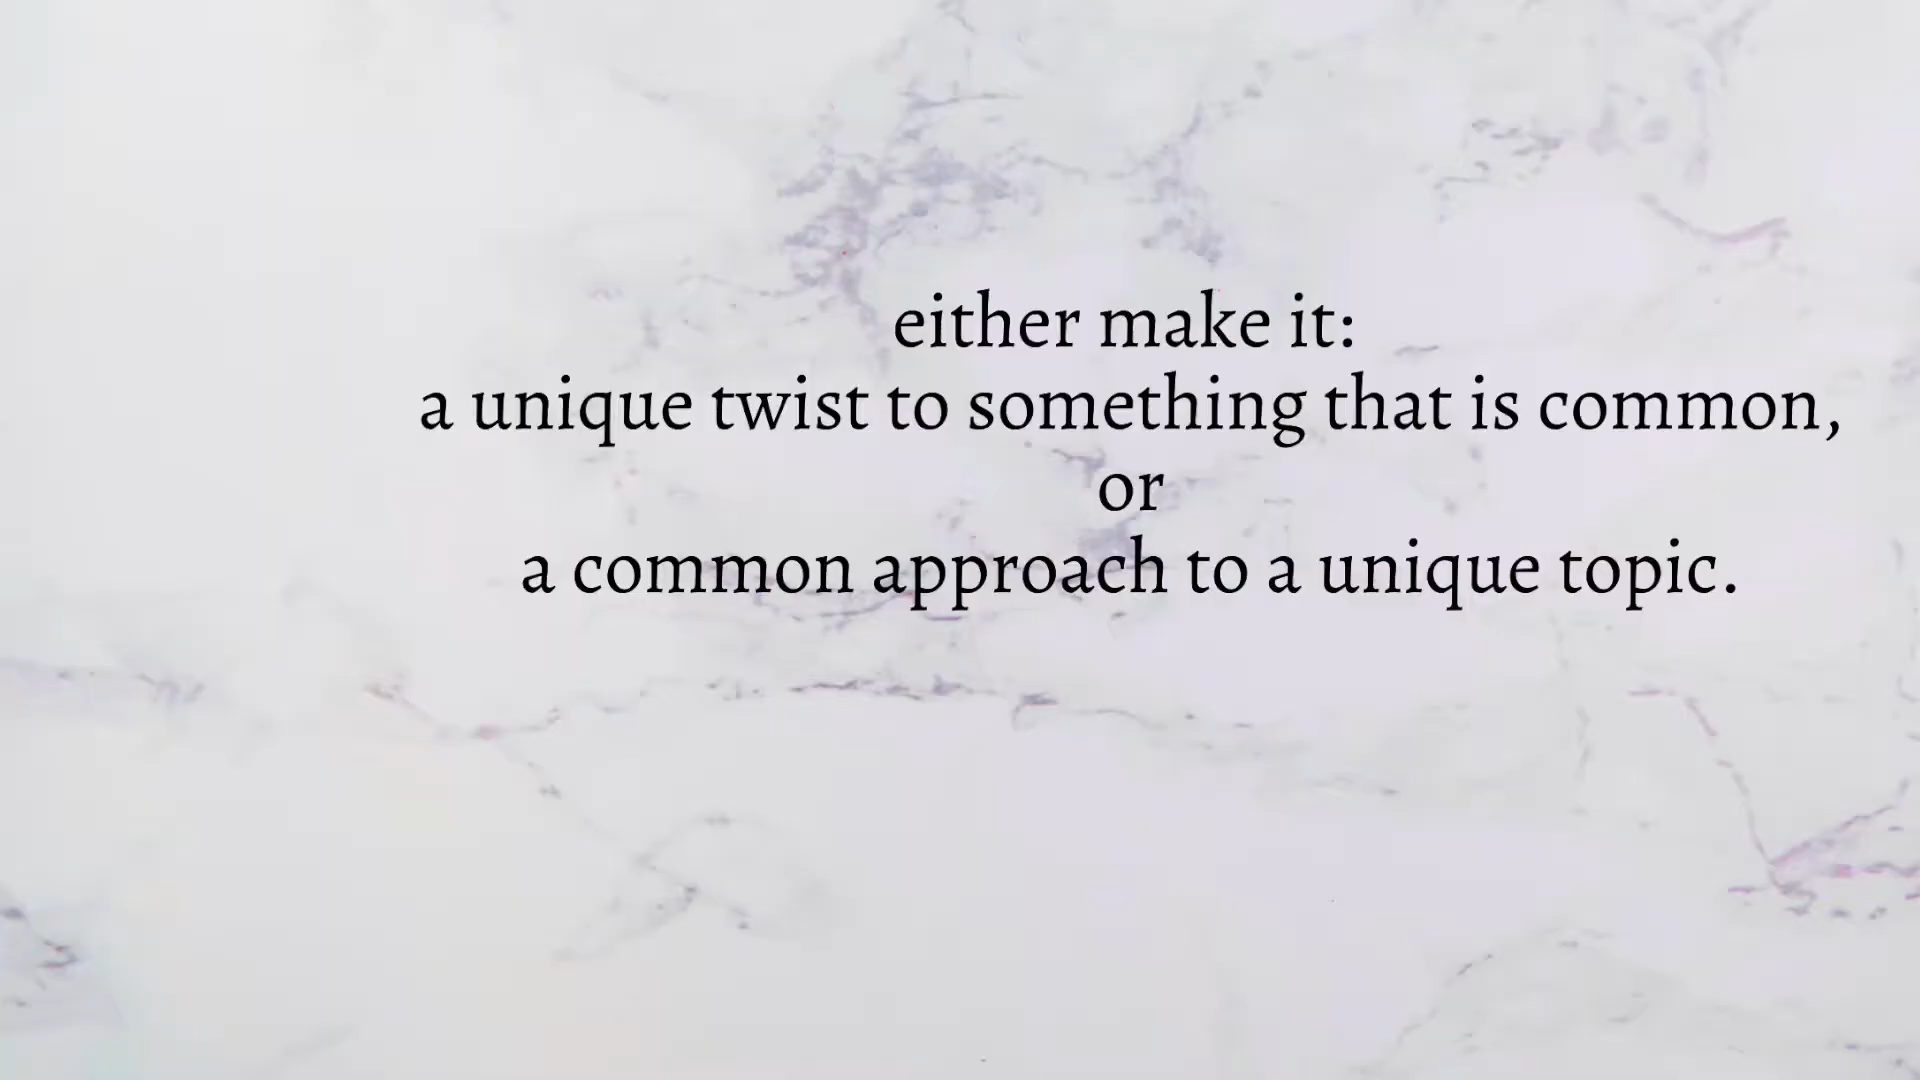 either make it:
a unique twist to something that is common,
or
a common approach to a unique topic.